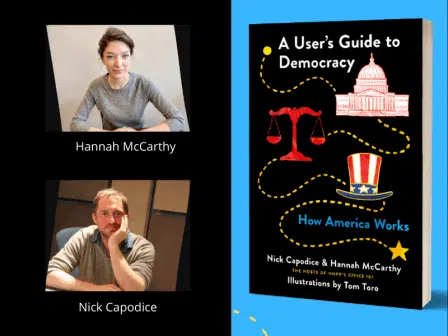 Hannah McCarthy
Nick Capodice
A User's Guide to
Democracy
How America Works
Nick Capodice & Hannah McCarthy
THE HOSTS OF NHPR'S CIVICS 101
Illustrations by Tom Toro